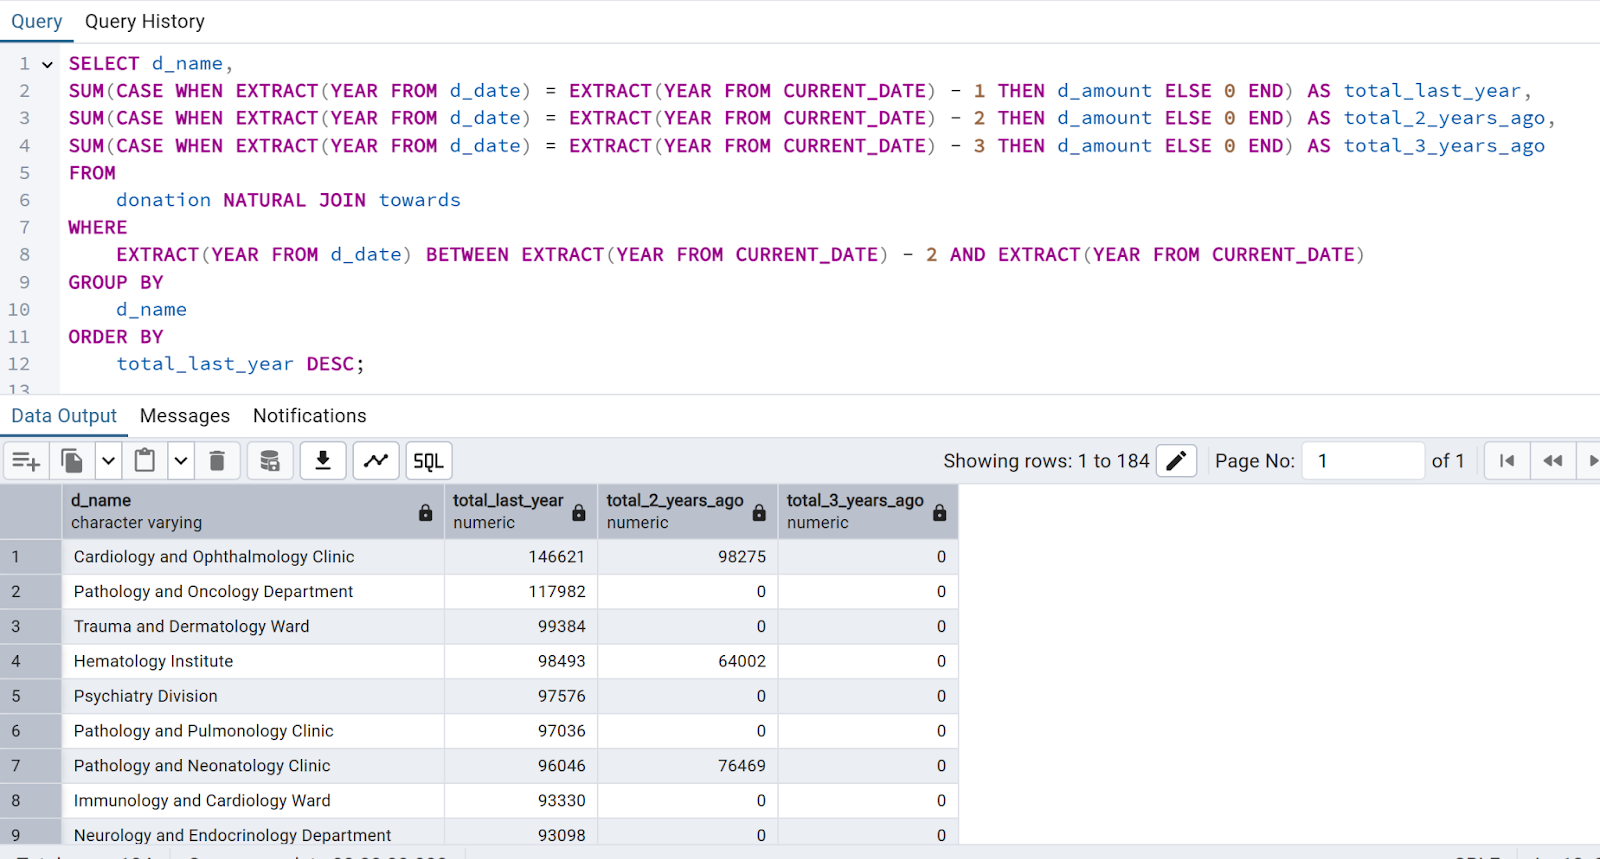 Query Query History
1 SELECT d_name,
2 SUM(CASE WHEN EXTRACT(YEAR FROM d_date) = EXTRACT(YEAR FROM CURRENT_DATE) - 1 THEN d_amount ELSE 0 END) AS total_last_year,
3 SUM(CASE WHEN EXTRACT(YEAR FROM d_date) = EXTRACT(YEAR FROM CURRENT_DATE) - 2 THEN d_amount ELSE 0 END) AS total_2_years_ago,
4 SUM(CASE WHEN EXTRACT(YEAR FROM d_date) = EXTRACT(YEAR FROM CURRENT_DATE) - 3 THEN d_amount ELSE 0 END) AS total_3_years_ago
5 FROM
6 donation NATURAL JOIN towards
7 WHERE
8 EXTRACT(YEAR FROM d_date) BETWEEN EXTRACT(YEAR FROM CURRENT_DATE) - 2 AND EXTRACT(YEAR FROM CURRENT_DATE)
9 GROUP BY
10 d_name
11 ORDER BY
12 total_last_year DESC;
13
Data Output Messages Notifications
SQL Showing rows: 1 to 184 Page No: 1 of 1
d_name total_last_year total_2_years_ago total_3_years_ago
character varying numeric numeric numeric
1 Cardiology and Ophthalmology Clinic 146621 98275 0
2 Pathology and Oncology Department 117982 0 0
3 Trauma and Dermatology Ward 99384 0 0
4 Hematology Institute 98493 64002 0
5 Psychiatry Division 97576 0 0
6 Pathology and Pulmonology Clinic 97036 0 0
7 Pathology and Neonatology Clinic 96046 76469 0
8 Immunology and Cardiology Ward 93330 0 0
9 Neurology and Endocrinology Department 93098 0 0